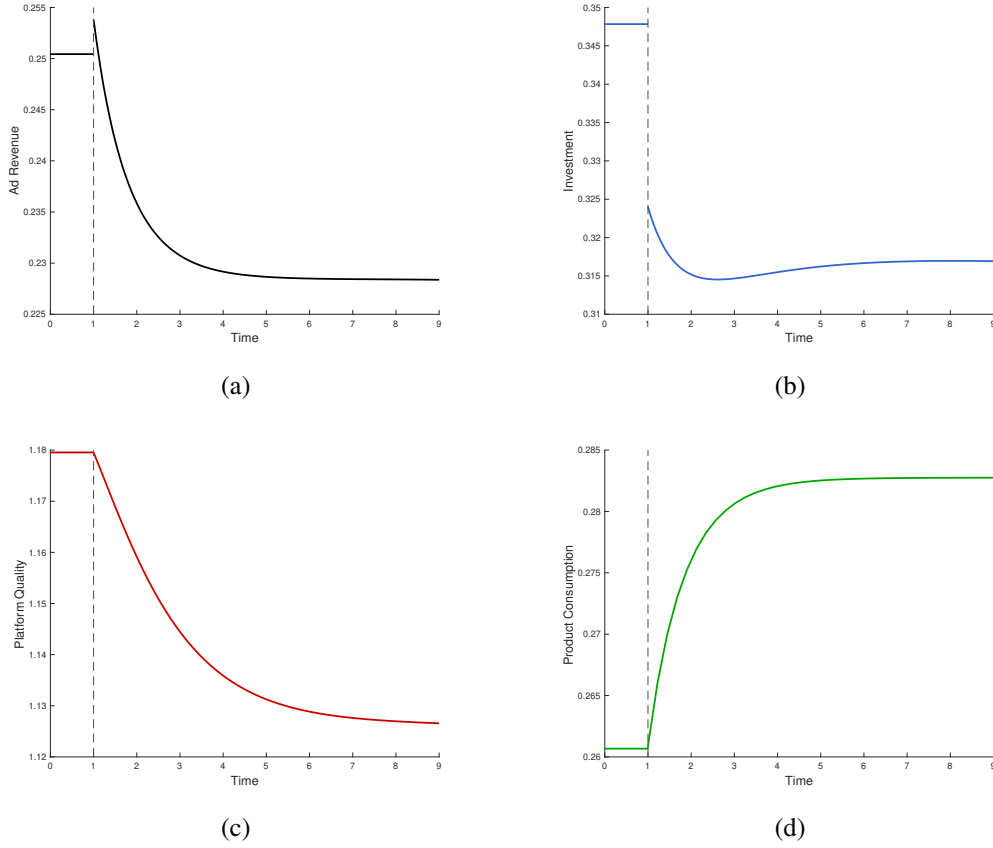 0.255
0.25
0.245
0.24
0.235
0.23
0.225
Ad Revenue
0 1 2 3 4 5 6 7 8 9
Time
(a)
0.35
0.345
0.34
0.335
0.33
0.325
0.32
0.315
0.31
Investment
0 1 2 3 4 5 6 7 8 9
Time
(b)
1.18
1.17
1.16
1.15
1.14
1.13
1.12
Platform Quality
0 1 2 3 4 5 6 7 8 9
Time
(c)
0.285
0.28
0.275
0.27
0.265
0.26
Product Consumption
0 1 2 3 4 5 6 7 8 9
Time
(d)